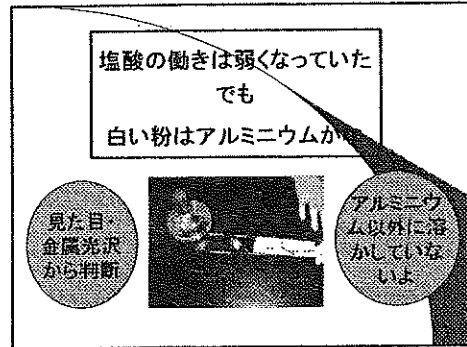 塩酸の働きは弱くなっていた
でも
白い粉はアルミニウムか
見た目・
金属光沢
から判断
アルミニウ
ム以外に溶
かしていな
いよ